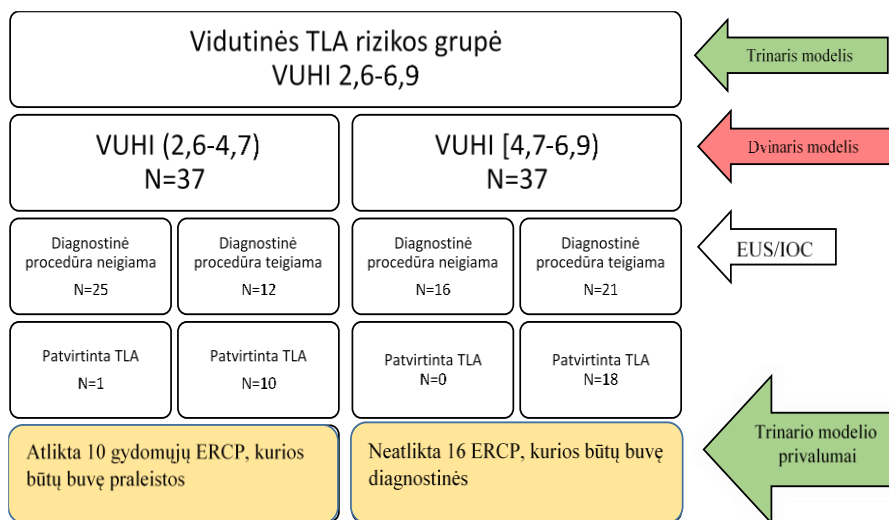 Vidutinės TLA rizikos grupė
VUHI 2,6-6,9
Trinaris modelis
VUHI (2,6-4,7)
N=37
VUHI [4,7-6,9)
N=37
Dvinaris modelis
Diagnostinė
procedūra neigiama
N=25
Diagnostinė
procedūra teigiama
N=12
Diagnostinė
procedūra neigiama
N=16
Diagnostinė
procedūra teigiama
N=21
EUS/IOC
Patvirtinta TLA
N=1
Patvirtinta TLA
N=10
Patvirtinta TLA
N=0
Patvirtinta TLA
N=18
Atlikta 10 gydomųjų ERCP, kurios
būtų buvę praleistos
Neatlikta 16 ERCP, kurios būtų buvę
diagnostinės
Trinario modelio
privalumai